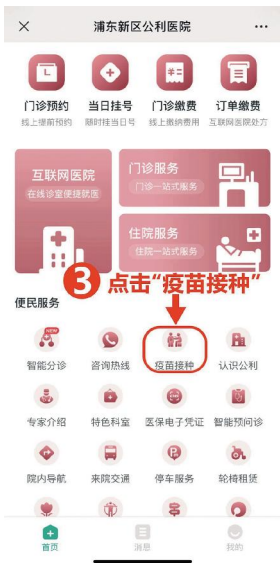 浦东新区公利医院
门诊预约 当日挂号 门诊缴费 订单缴费
线上提前预约 随时挂当日号 线上缴纳费用 互联网医院处方
互联网医院
在线诊室便捷就医
门诊服务
门诊一站式服务
住院服务
住院一站式服务
3 点击“疫苗接种”
便民服务
NEW
智能分诊 咨询热线 疫苗接种 认识公利
专家介绍 特色科室 医保电子凭证 智能预问诊
院内导航 来院交通 停车服务 轮椅租赁
首页 消息 我的